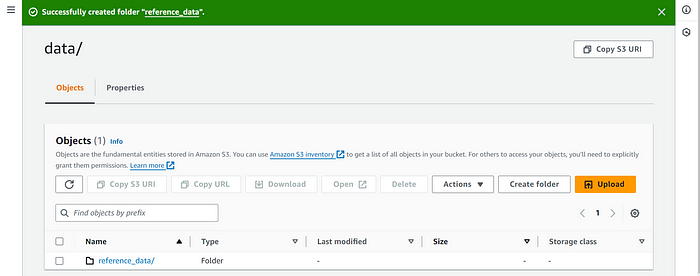 Successfully created folder "reference_data".
data/
Copy S3 URI
Objects
Properties
Objects (1) Info
Objects are the fundamental entities stored in Amazon S3. You can use Amazon S3 inventory to get a list of all objects in your bucket. For others to access your objects, you'll need to explicitly
grant them permissions. Learn more
Copy S3 URI
Copy URL
Download
Open
Delete
Actions
Create folder
Upload
Find objects by prefix
1
Name
Type
Last modified
Size
Storage class
reference_data/
Folder
-
-
-